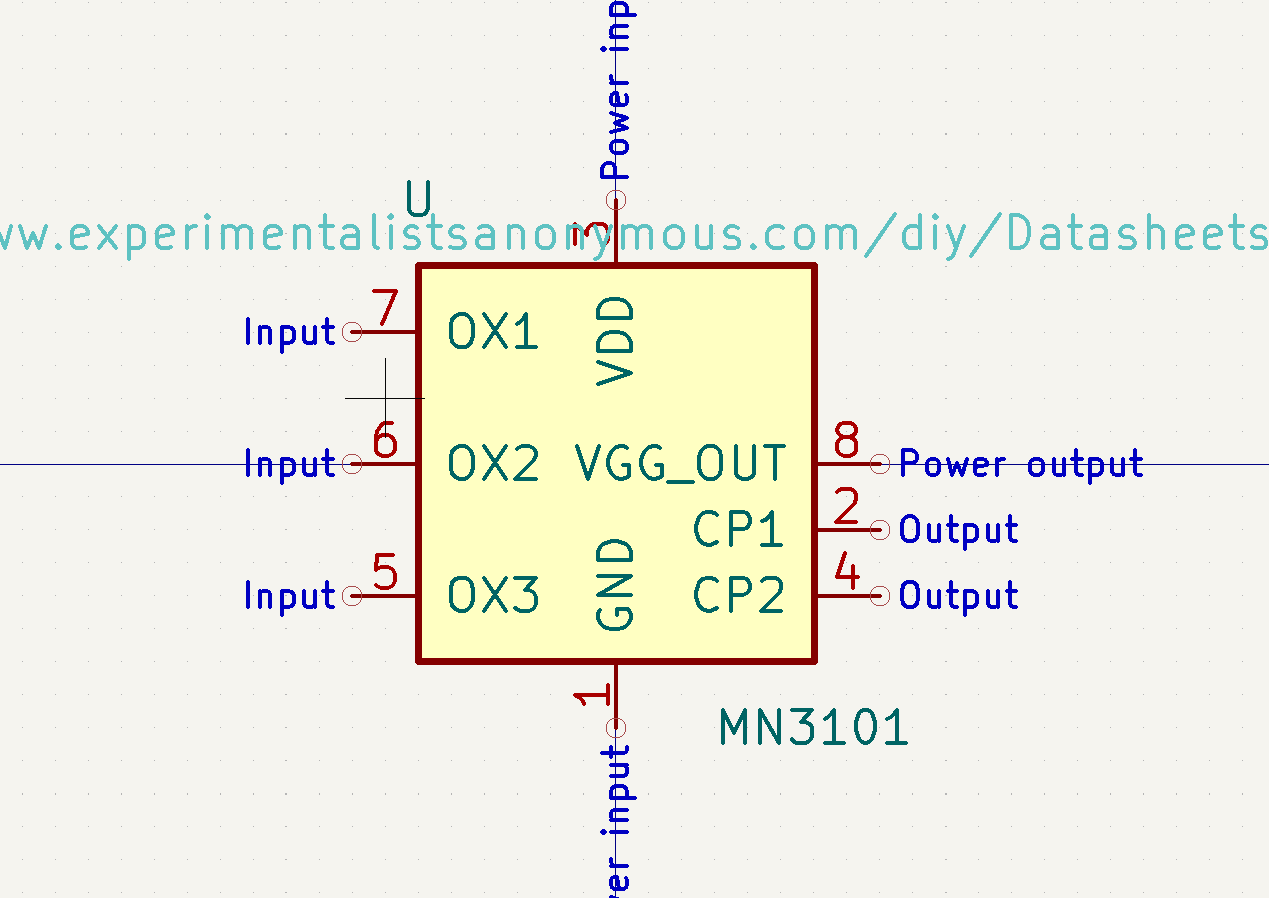 Power inp
U
ww.experimentalistsanonymous.com/diy/Datasheets
3
7
Input
OX1
VDD
6
Input
OX2
VGG_OUT
8
Power output
2
CP1
Output
5
Input
OX3
GND
CP2
4
Output
1
MN3101
er input